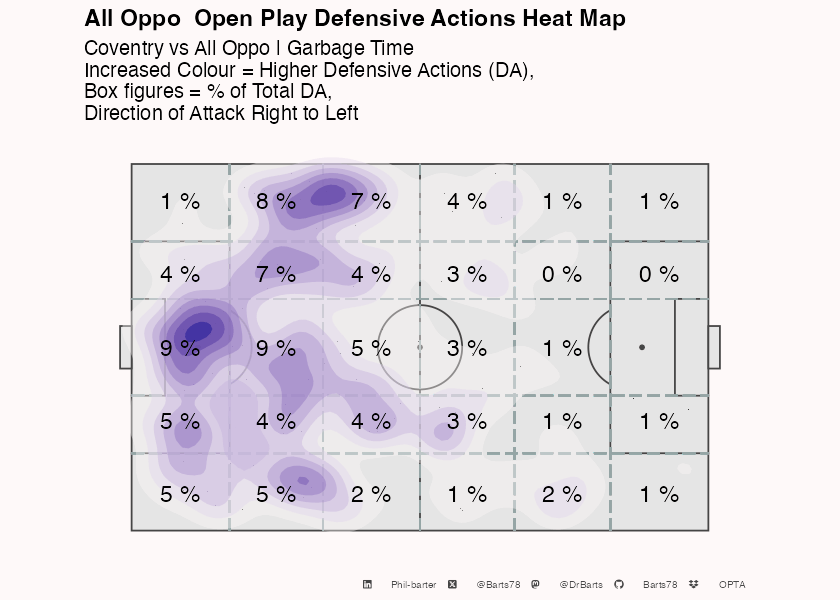 All Oppo  Open Play Defensive Actions Heat Map
Coventry vs All Oppo | Garbage Time
Increased Colour = Higher Defensive Actions (DA),
Box figures = % of Total DA,
Direction of Attack Right to Left
1 % 8 % 7 % 4 % 1 % 1 %
4 % 7 % 4 % 3 % 0 % 0 %
9 % 9 % 5 % 3 % 1 %
5 % 4 % 4 % 3 % 1 % 1 %
5 % 5 % 2 % 1 % 2 % 1 %
Phil-barter @Barts78 @DrBarts Barts78 OPTA